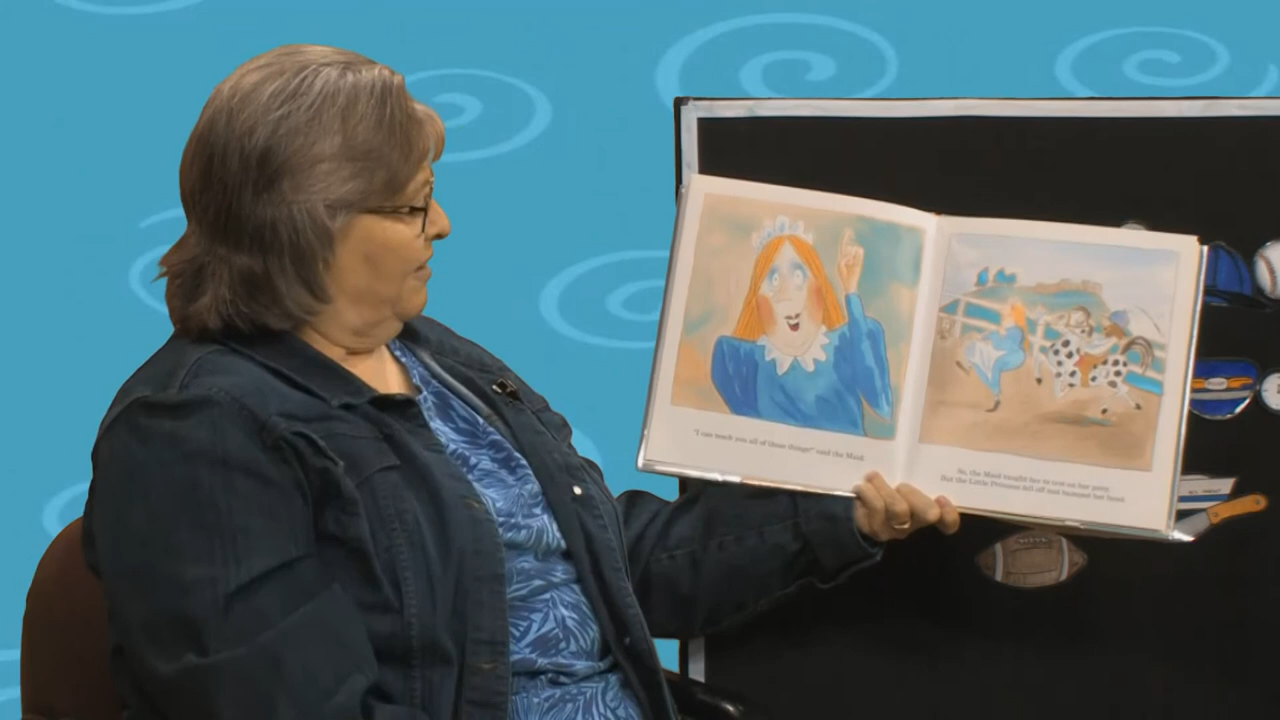 "I can teach you all of those things!" said the Maid.
So, the Maid taught her to trot on her pony.
But the Little Princess fell off and bumped her head.